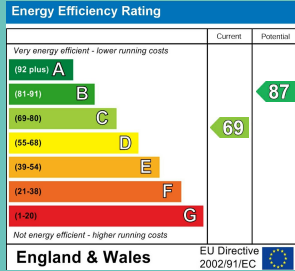 Energy Efficiency Rating
Current Potential
Very energy efficient - lower running costs
(92 plus) A
(81-91) B
87
(69-80) C
69
(55-68) D
(39-54) E
(21-38) F
(1-20) G
Not energy efficient - higher running costs
England & Wales
EU Directive
2002/91/EC